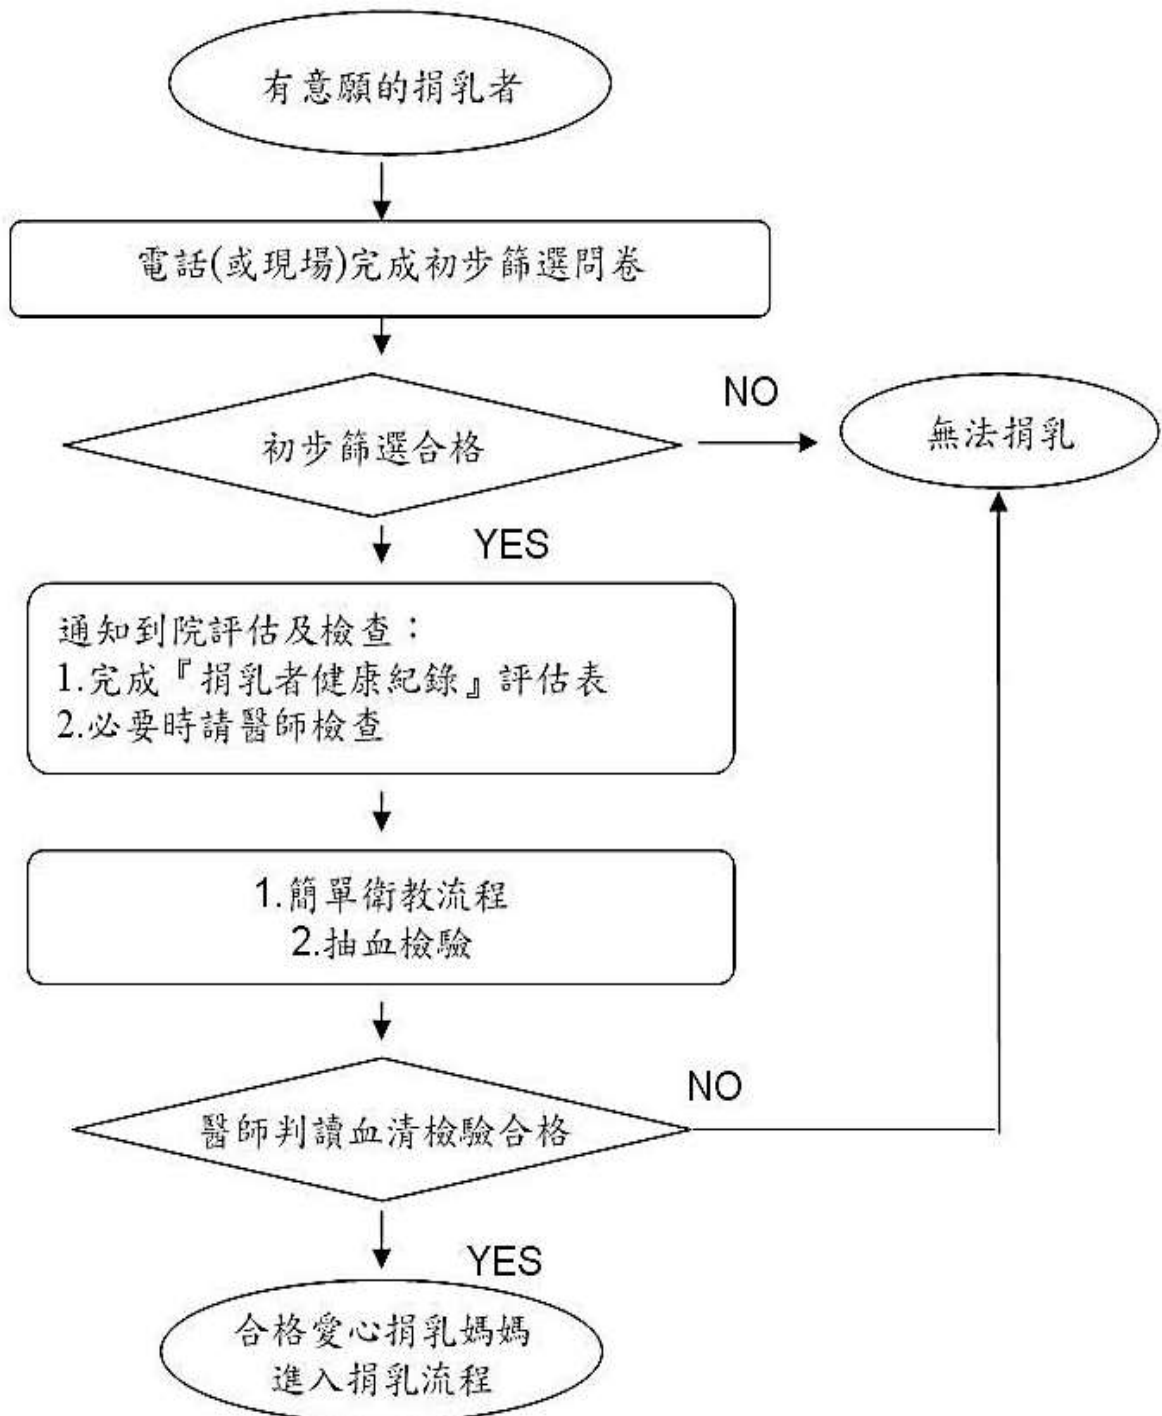 有意願的捐乳者
電話(或現場)完成初步篩選問卷
初步篩選合格
NO
無法捐乳
YES
通知到院評估及檢查：
1.完成『捐乳者健康紀錄』評估表
2.必要時請醫師檢查
1.簡單衛教流程
2.抽血檢驗
醫師判讀血清檢驗合格
NO
YES
合格愛心捐乳媽媽
進入捐乳流程